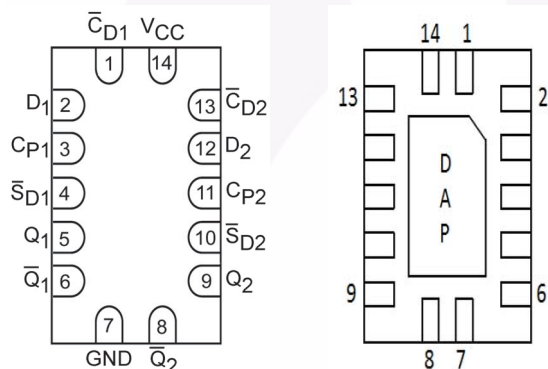 C̅D1 VCC
1 14
D1 2 13 C̅D2
CP1 3 12 D2
S̅D1 4 11 CP2
Q1 5 10 S̅D2
Q̅1 6 9 Q2
7 8
GND Q̅2
14 1
13 2
D
A
P
9 6
8 7